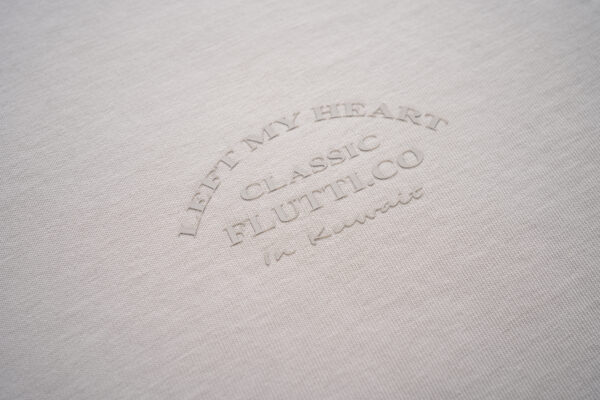 LEFT MY HEART
CLASSIC
FLUTTI.CO
in Kuwait